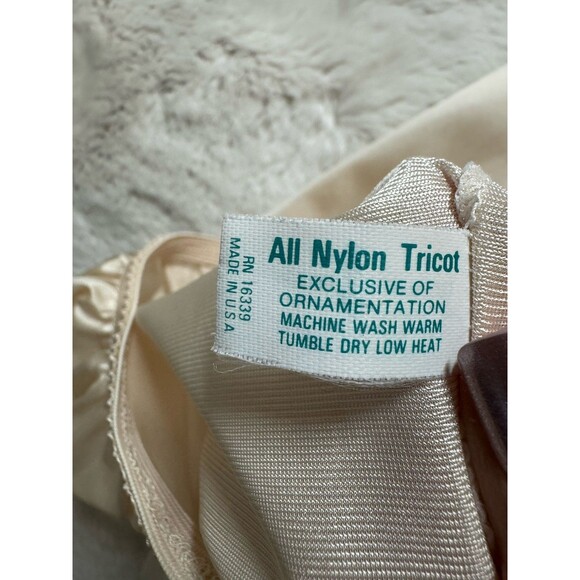 All Nylon Tricot
EXCLUSIVE OF
ORNAMENTATION
MACHINE WASH WARM
TUMBLE DRY LOW HEAT
RN 16339
MADE IN U.S.A